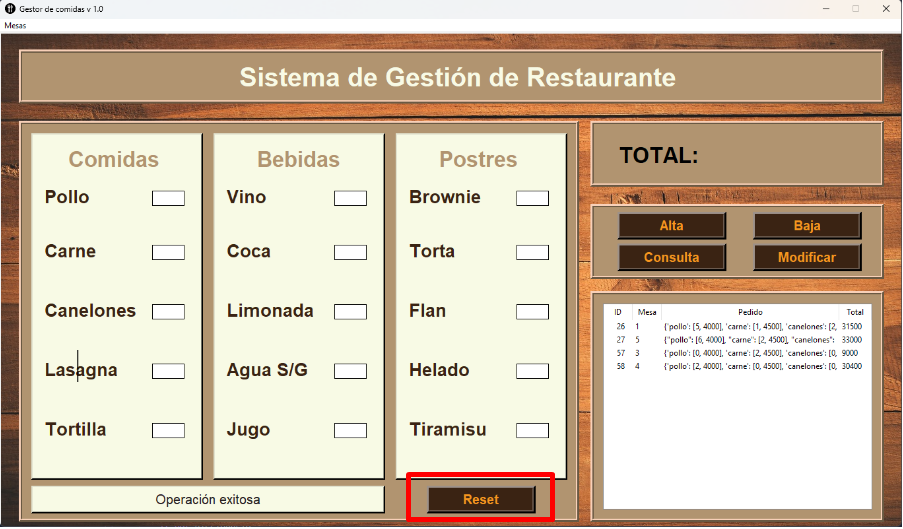 Gestor de comidas v 1.0
Mesas
Sistema de Gestión de Restaurante
Comidas
Pollo
Carne
Canelones
Lasagna
Tortilla
Bebidas
Vino
Coca
Limonada
Agua S/G
Jugo
Postres
Brownie
Torta
Flan
Helado
Tiramisu
Operación exitosa
Reset
TOTAL:
Alta Baja
Consulta Modificar
ID Mesa Pedido Total
26 1 {'pollo': [5, 4000], 'carne': [1, 4500], 'canelones': [2, 31500
27 5 {"pollo": [6, 4000], "carne": [2, 4500], "canelones": 33000
57 3 {'pollo': [0, 4000], 'carne': [2, 4500], 'canelones': [0, 9000
58 4 {'pollo': [2, 4000], 'carne': [0, 4500], 'canelones': [0, 30400